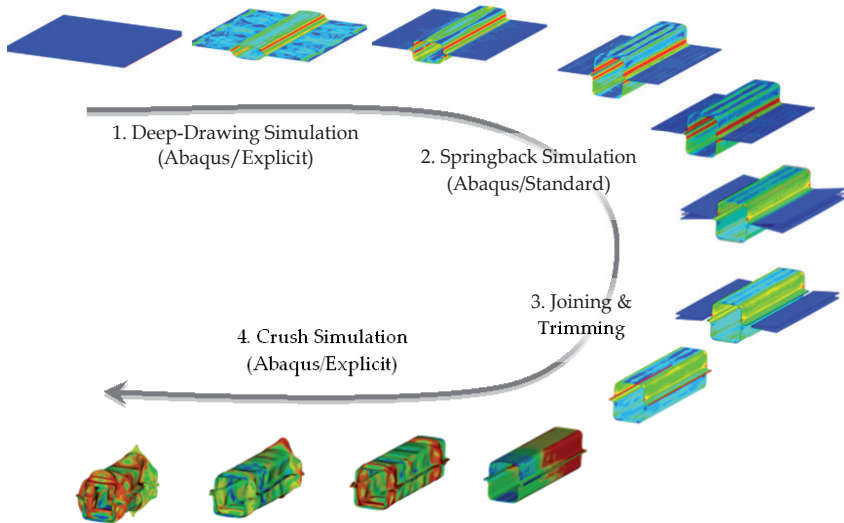 1. Deep-Drawing Simulation
(Abaqus/Explicit)
2. Springback Simulation
(Abaqus/Standard)
3. Joining &
Trimming
4. Crush Simulation
(Abaqus/Explicit)